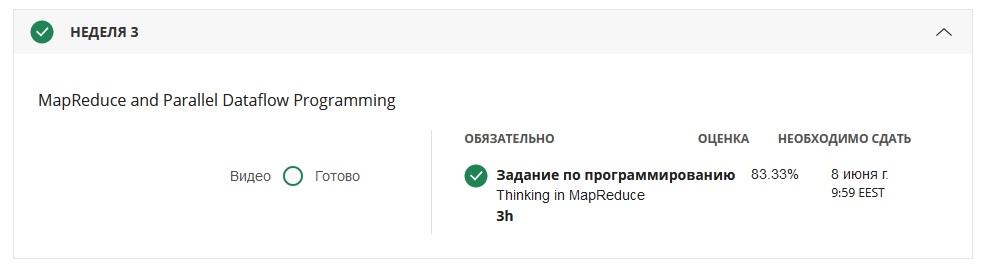 НЕДЕЛЯ 3
MapReduce and Parallel Dataflow Programming
Видео Готово
ОБЯЗАТЕЛЬНО ОЦЕНКА НЕОБХОДИМО СДАТЬ
Задание по программированию 83.33% 8 июня г.
Thinking in MapReduce 9:59 EEST
3h